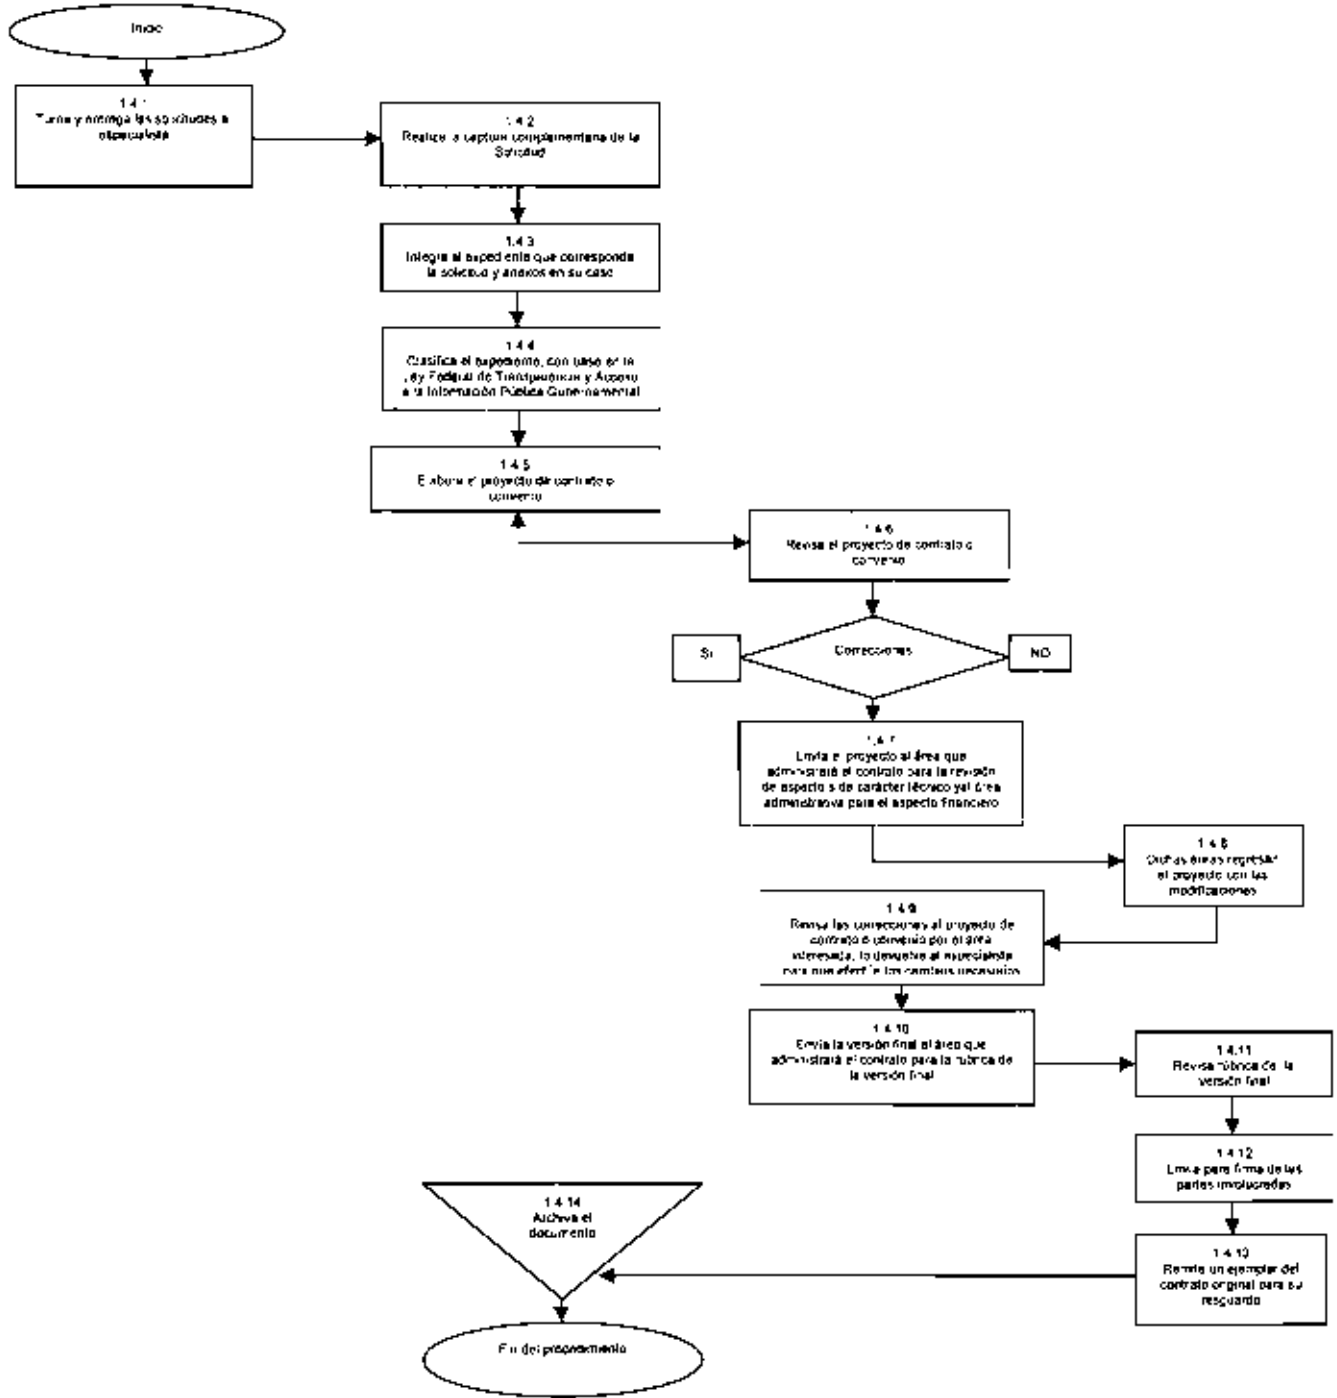 Inicio
1.4.1
Turna y entrega las solicitudes a
especialista
1.4.2
Realiza la captura complementaria de la
Solicitud
1.4.3
Integra al expediente que corresponda
la solicitud y anexos en su caso
1.4.4
Clasifica el expediente, con base en la
Ley Federal de Transparencia y Acceso
a la Información Pública Gubernamental
1.4.5
Elabora el proyecto de contrato o
convenio
1.4.6
Revisa el proyecto de contrato o
convenio
Si
Correcciones
NO
1.4.7
Envía el proyecto al área que
administrará el contrato para la revisión
de aspectos de carácter técnico y al área
administrativa para el aspecto financiero
1.4.8
Dichas áreas regresan
el proyecto con las
modificaciones
1.4.9
Revisa las correcciones al proyecto de
contrato o convenio por el área
interesada, lo devuelve al especialista
para que efectúe los cambios necesarios
1.4.10
Envía la versión final al área que
administrará el contrato para la rúbrica de
la versión final
1.4.11
Revisa rúbrica de la
versión final
1.4.12
Envía para firma de las
partes involucradas
1.4.13
Remite un ejemplar del
contrato original para su
resguardo
1.4.14
Archiva el
documento
Fin del procedimiento